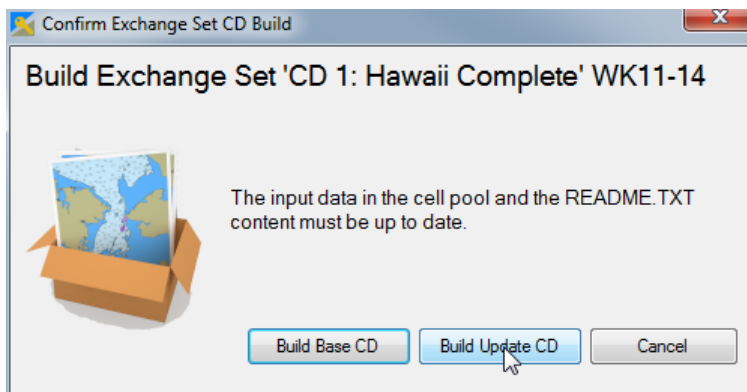 Confirm Exchange Set CD Build
Build Exchange Set 'CD 1: Hawaii Complete' WK11-14
The input data in the cell pool and the README.TXT
content must be up to date.
Build Base CD
Build Update CD
Cancel